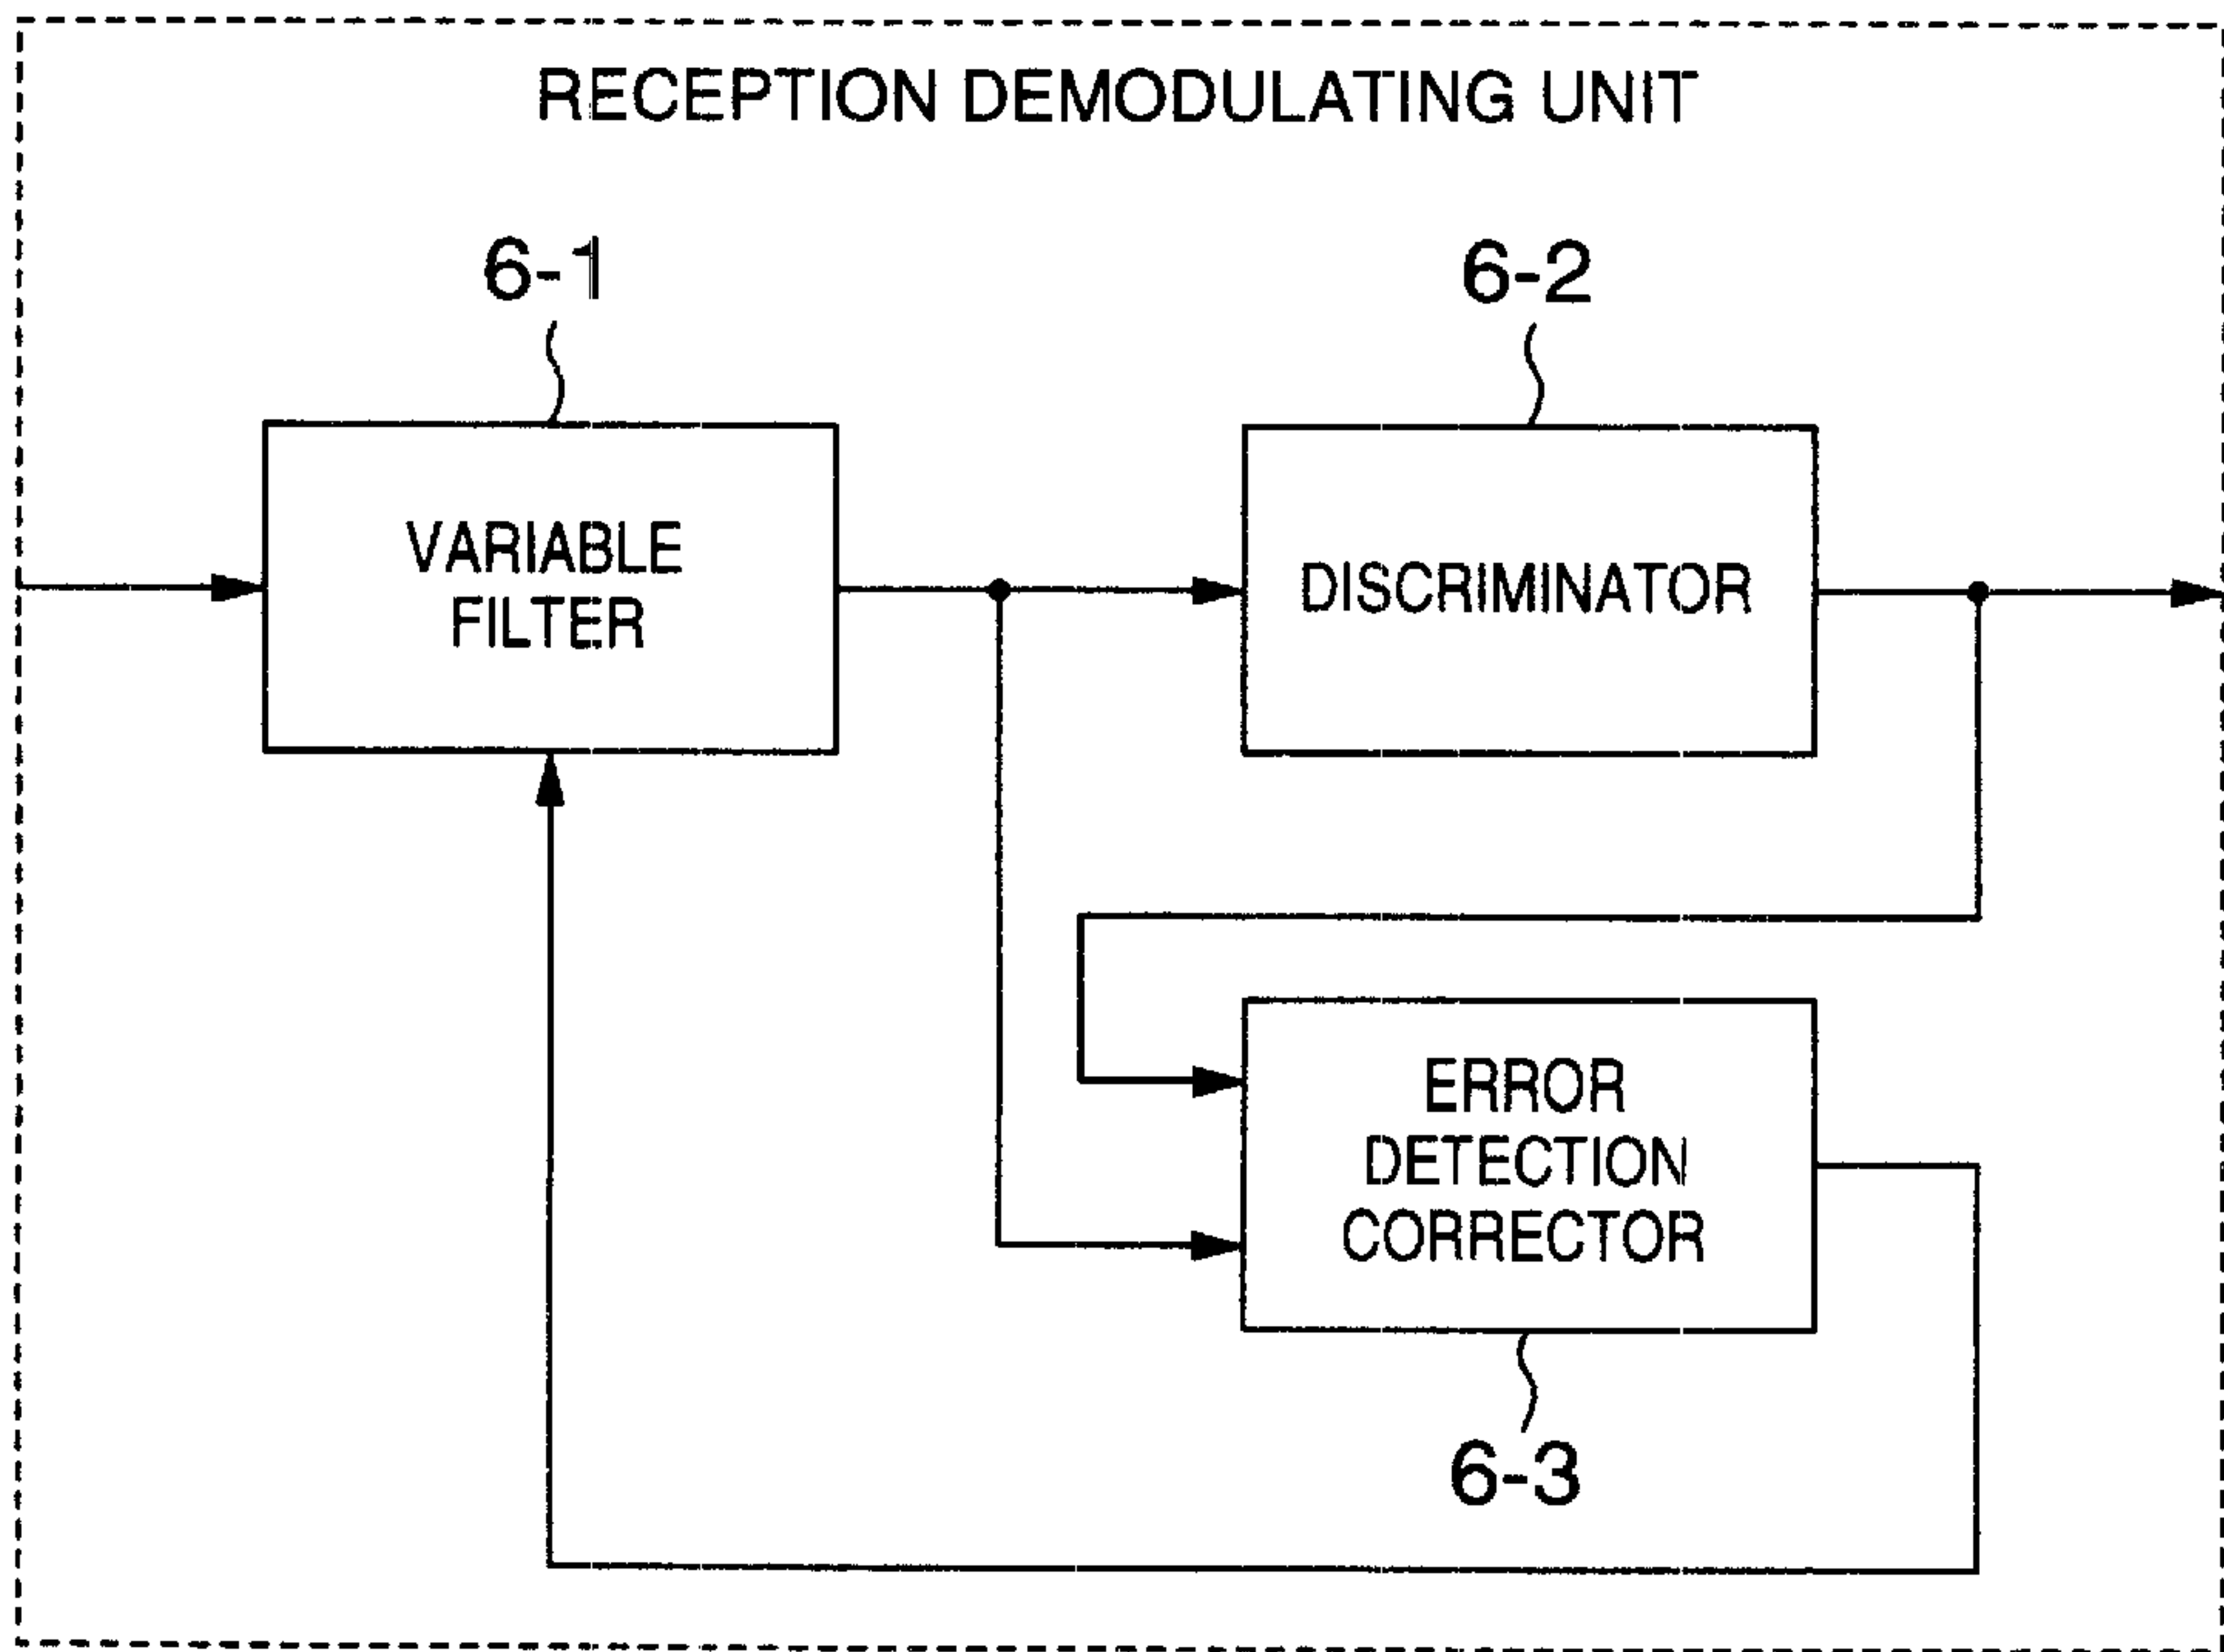 RECEPTION DEMODULATING UNIT
6-1
6-2
VARIABLE
FILTER
DISCRIMINATOR
ERROR
DETECTION
CORRECTOR
6-3